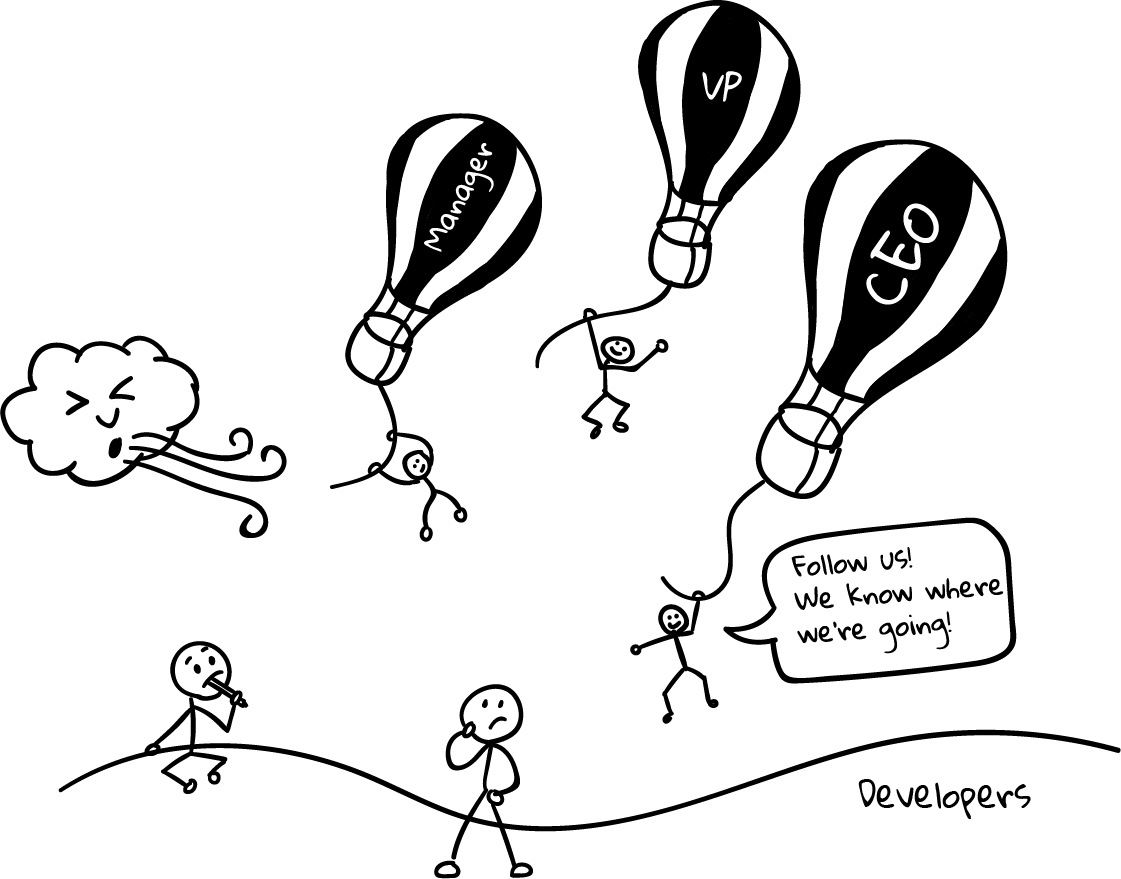 VP
Manager
CEO
Follow us!
We know where
we're going!
Developers